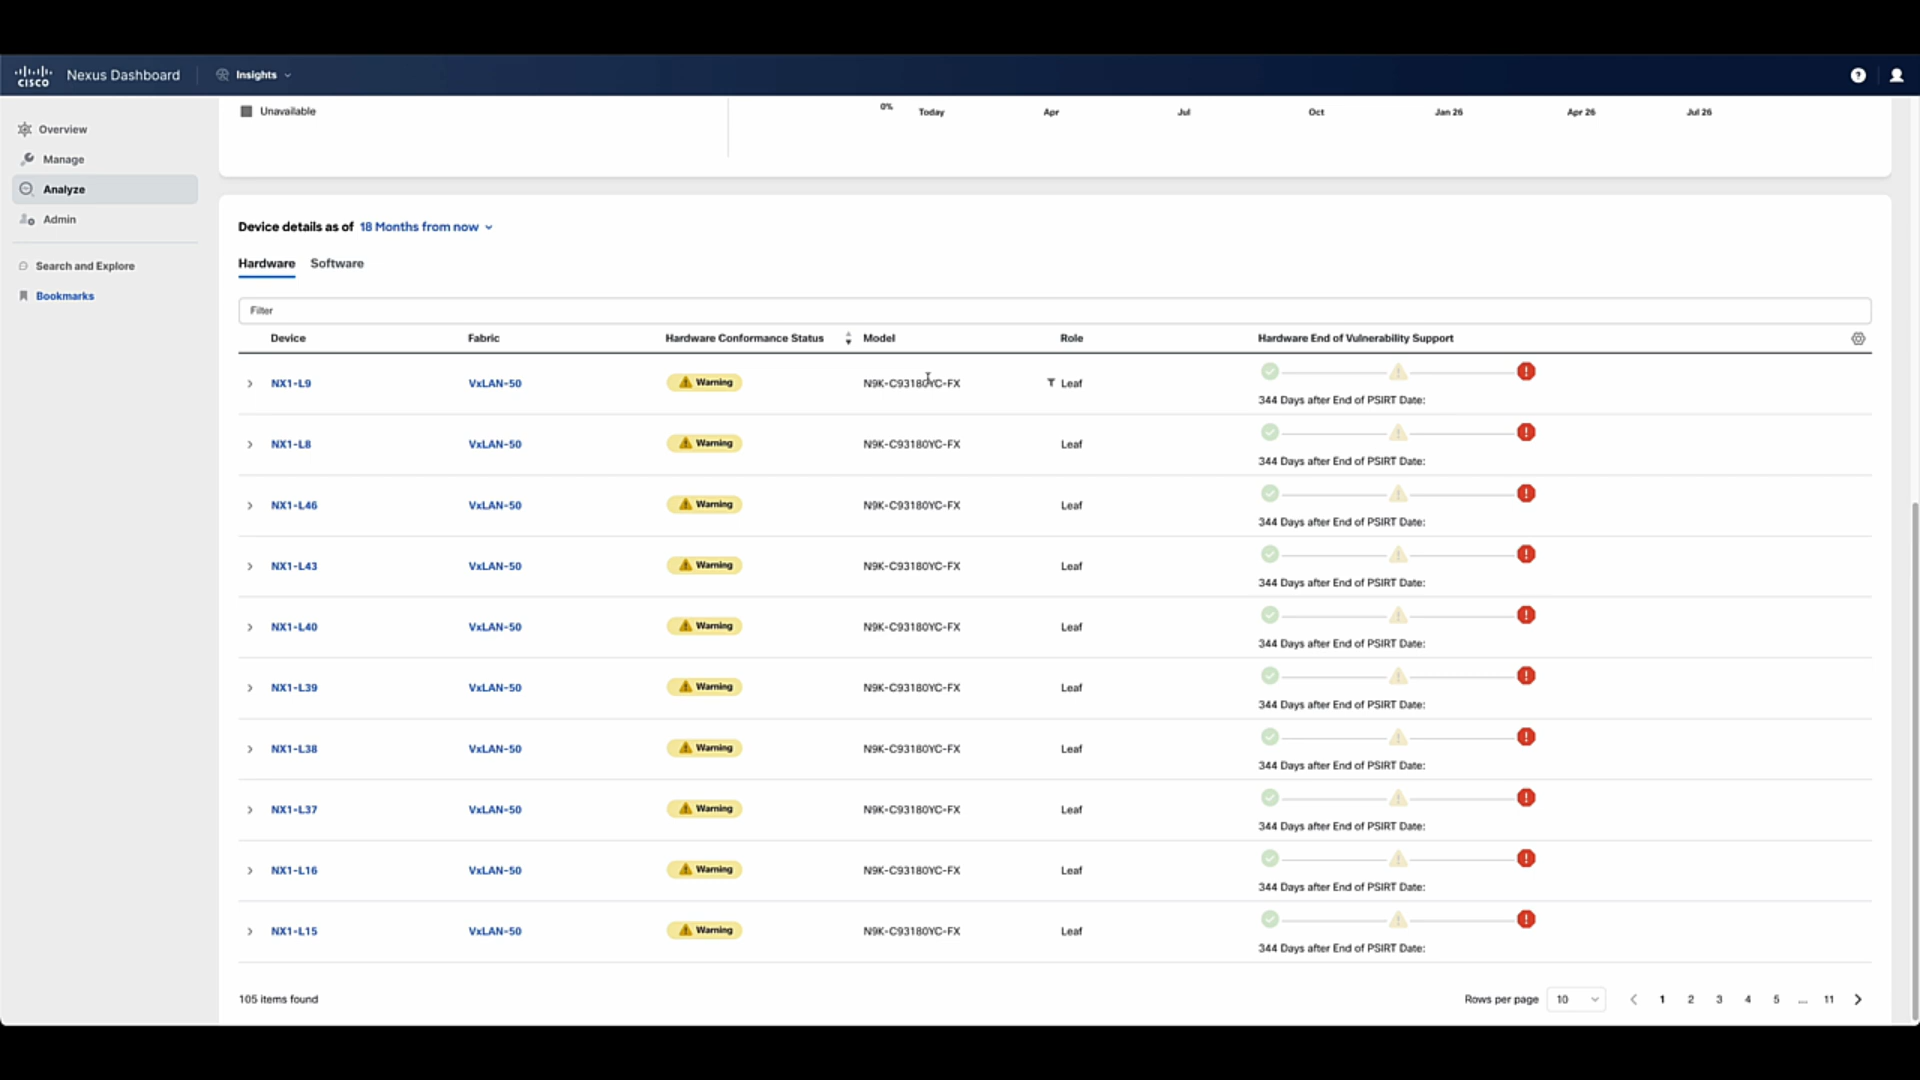 CISCO Nexus Dashboard Insights
Overview
Manage
Analyze
Admin
Search and Explore
Bookmarks
Unavailable
0% Today Apr Jul Oct Jan 26 Apr 26 Jul 26
Device details as of 18 Months from now
Hardware Software
Filter
Device Fabric Hardware Conformance Status Model Role Hardware End of Vulnerability Support
NX1-L9 VxLAN-50 Warning N9K-C93180YC-FX Leaf
344 Days after End of PSIRT Date:
NX1-L8 VxLAN-50 Warning N9K-C93180YC-FX Leaf
344 Days after End of PSIRT Date:
NX1-L46 VxLAN-50 Warning N9K-C93180YC-FX Leaf
344 Days after End of PSIRT Date:
NX1-L43 VxLAN-50 Warning N9K-C93180YC-FX Leaf
344 Days after End of PSIRT Date:
NX1-L40 VxLAN-50 Warning N9K-C93180YC-FX Leaf
344 Days after End of PSIRT Date:
NX1-L39 VxLAN-50 Warning N9K-C93180YC-FX Leaf
344 Days after End of PSIRT Date:
NX1-L38 VxLAN-50 Warning N9K-C93180YC-FX Leaf
344 Days after End of PSIRT Date:
NX1-L37 VxLAN-50 Warning N9K-C93180YC-FX Leaf
344 Days after End of PSIRT Date:
NX1-L16 VxLAN-50 Warning N9K-C93180YC-FX Leaf
344 Days after End of PSIRT Date:
NX1-L15 VxLAN-50 Warning N9K-C93180YC-FX Leaf
344 Days after End of PSIRT Date:
105 items found Rows per page 10 1 2 3 4 5 ... 11